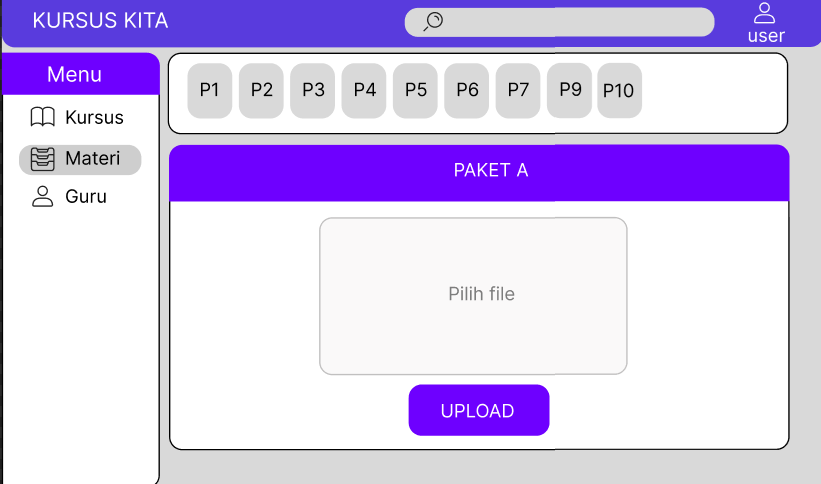 KURSUS KITA
user
Menu
Kursus
Materi
Guru
P1 P2 P3 P4 P5 P6 P7 P9 P10
PAKET A
Pilih file
UPLOAD